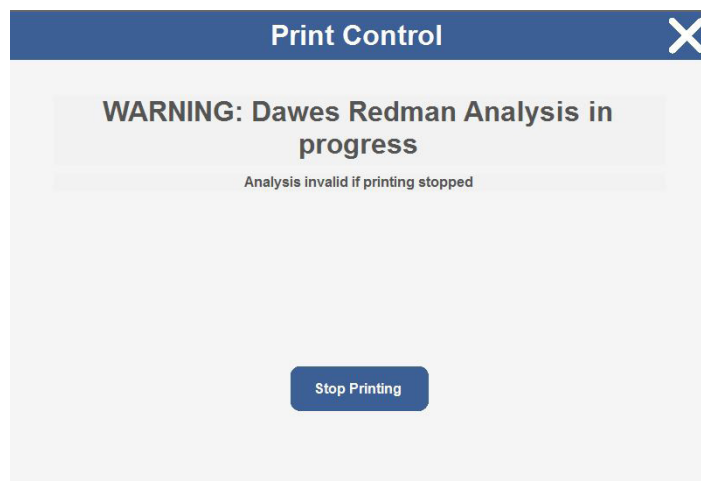 Print Control
WARNING: Dawes Redman Analysis in
progress
Analysis invalid if printing stopped
Stop Printing